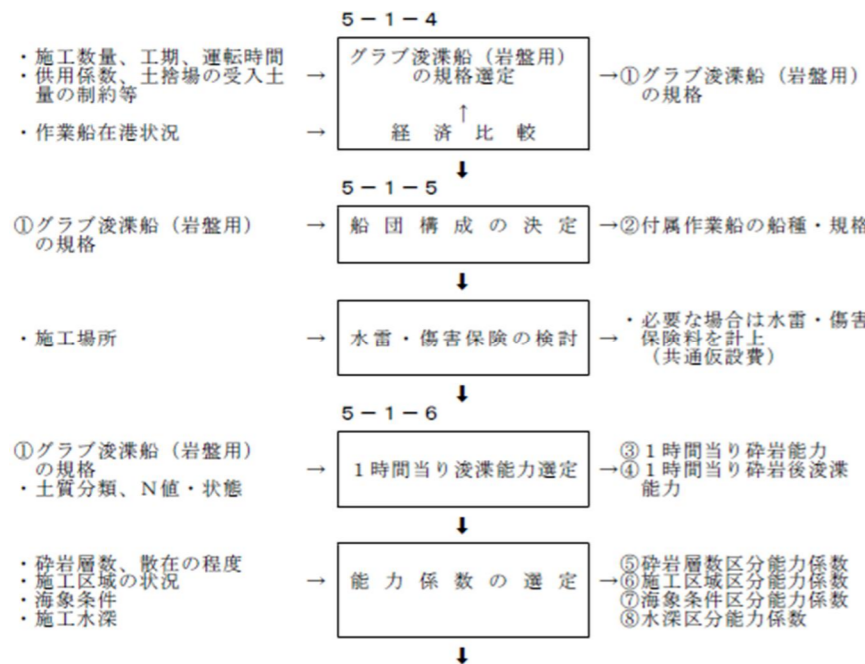 5－1－4
・施工数量、工期、運転時間
・供用係数、土捨場の受入土
量の制約等
・作業船在港状況
→
→
グラブ浚渫船（岩盤用）
の規格選定
↑
経済比較
→①グラブ浚渫船（岩盤用）
の規格
⬇
5－1－5
①グラブ浚渫船（岩盤用）
の規格
→
船団構成の決定
→②付属作業船の船種・規格
⬇
・施工場所
→
水雷・傷害保険の検討
→
・必要な場合は水雷・傷害
保険料を計上
（共通仮設費）
⬇
5－1－6
①グラブ浚渫船（岩盤用）
の規格
・土質分類、N値・状態
→
1時間当り浚渫能力選定
→
③1時間当り砕岩能力
④1時間当り砕岩後浚渫
能力
⬇
・砕岩層数、散在の程度
・施工区域の状況
・海象条件
・施工水深
→
能力係数の選定
→
⑤砕岩層数区分能力係数
⑥施工区域区分能力係数
⑦海象条件区分能力係数
⑧水深区分能力係数
⬇